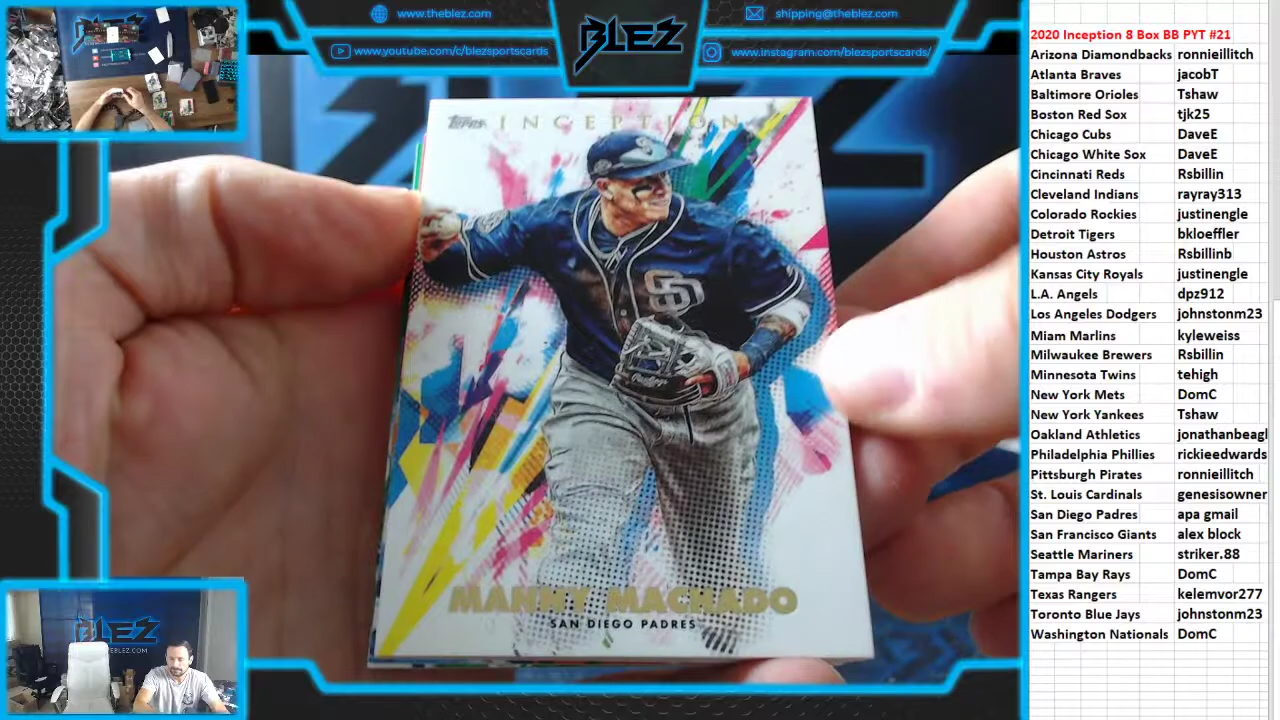 www.theblez.com
shipping@theblez.com
BLEZ
www.youtube.com/c/blezsportscards
www.instagram.com/blezsportscards/
Topps INCEPTION
SD
MANNY MACHADO
SAN DIEGO PADRES
BLEZ
2020 Inception 8 Box BB PYT #21
Arizona Diamondbacks ronnieillitch
Atlanta Braves jacobT
Baltimore Orioles Tshaw
Boston Red Sox tjk25
Chicago Cubs DaveE
Chicago White Sox DaveE
Cincinnati Reds Rsbillin
Cleveland Indians rayray313
Colorado Rockies justinengle
Detroit Tigers bkloeffler
Houston Astros Rsbillinb
Kansas City Royals justinengle
L.A. Angels dpz912
Los Angeles Dodgers johnstonm23
Miam Marlins kyleweiss
Milwaukee Brewers Rsbillin
Minnesota Twins tehigh
New York Mets DomC
New York Yankees Tshaw
Oakland Athletics jonathanbeagl
Philadelphia Phillies rickieedwards
Pittsburgh Pirates ronnieillitch
St. Louis Cardinals genesisowner
San Diego Padres apa gmail
San Francisco Giants alex block
Seattle Mariners striker.88
Tampa Bay Rays DomC
Texas Rangers kelemvor277
Toronto Blue Jays johnstonm23
Washington Nationals DomC